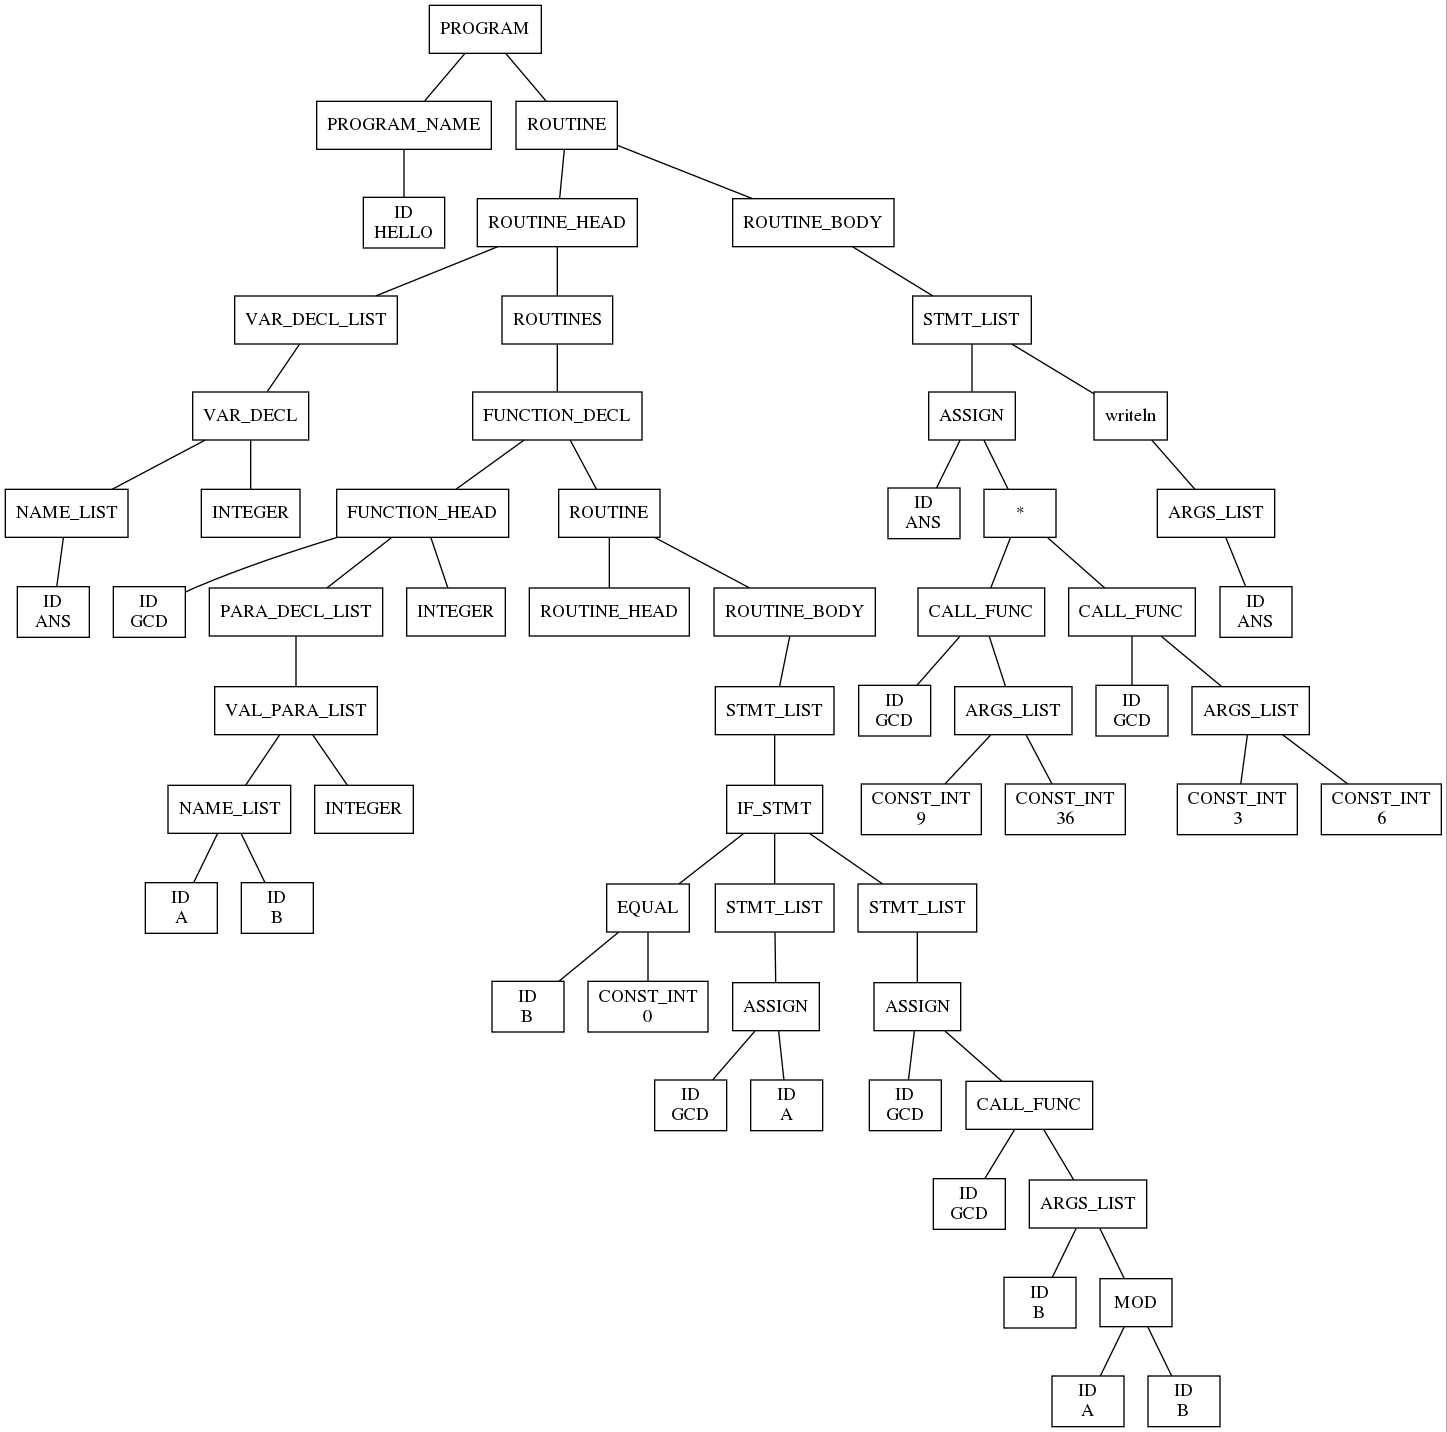 PROGRAM
PROGRAM_NAME
ROUTINE
ID
HELLO
ROUTINE_HEAD
ROUTINE_BODY
VAR_DECL_LIST
ROUTINES
STMT_LIST
VAR_DECL
FUNCTION_DECL
ASSIGN
writeln
NAME_LIST
INTEGER
FUNCTION_HEAD
ROUTINE
ID
ANS
*
ARGS_LIST
ID
ANS
ID
GCD
PARA_DECL_LIST
INTEGER
ROUTINE_HEAD
ROUTINE_BODY
CALL_FUNC
CALL_FUNC
ID
ANS
VAL_PARA_LIST
STMT_LIST
ID
GCD
ARGS_LIST
ID
GCD
ARGS_LIST
NAME_LIST
INTEGER
IF_STMT
CONST_INT
9
CONST_INT
36
CONST_INT
3
CONST_INT
6
ID
A
ID
B
EQUAL
STMT_LIST
STMT_LIST
ID
B
CONST_INT
0
ASSIGN
ASSIGN
ID
GCD
ID
A
ID
GCD
CALL_FUNC
ID
GCD
ARGS_LIST
ID
B
MOD
ID
A
ID
B